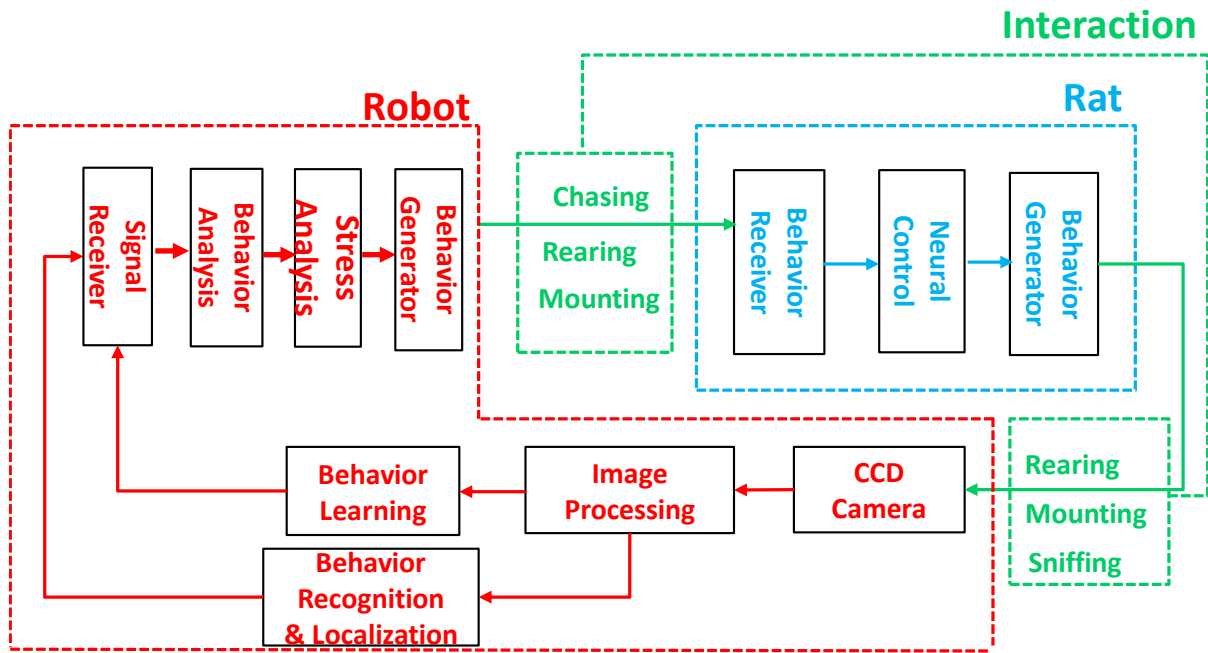 Interaction
Robot
Rat
Signal
Receiver
Behavior
Analysis
Stress
Analysis
Behavior
Generator
Chasing
Rearing
Mounting
Behavior
Receiver
Neural
Control
Behavior
Generator
Behavior
Learning
Image
Processing
CCD
Camera
Rearing
Mounting
Sniffing
Behavior
Recognition
& Localization